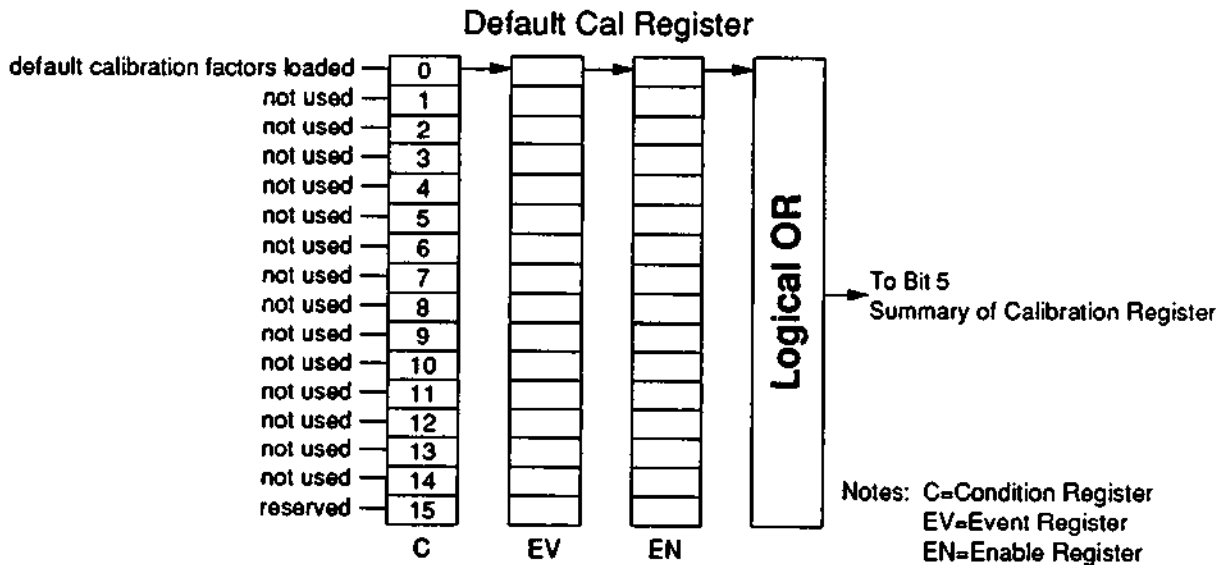 Default Cal Register
default calibration factors loaded 0
not used 1
not used 2
not used 3
not used 4
not used 5
not used 6
not used 7
not used 8
not used 9
not used 10
not used 11
not used 12
not used 13
not used 14
reserved 15
C EV EN
Logical OR
To Bit 5
Summary of Calibration Register
Notes: C=Condition Register
EV=Event Register
EN=Enable Register